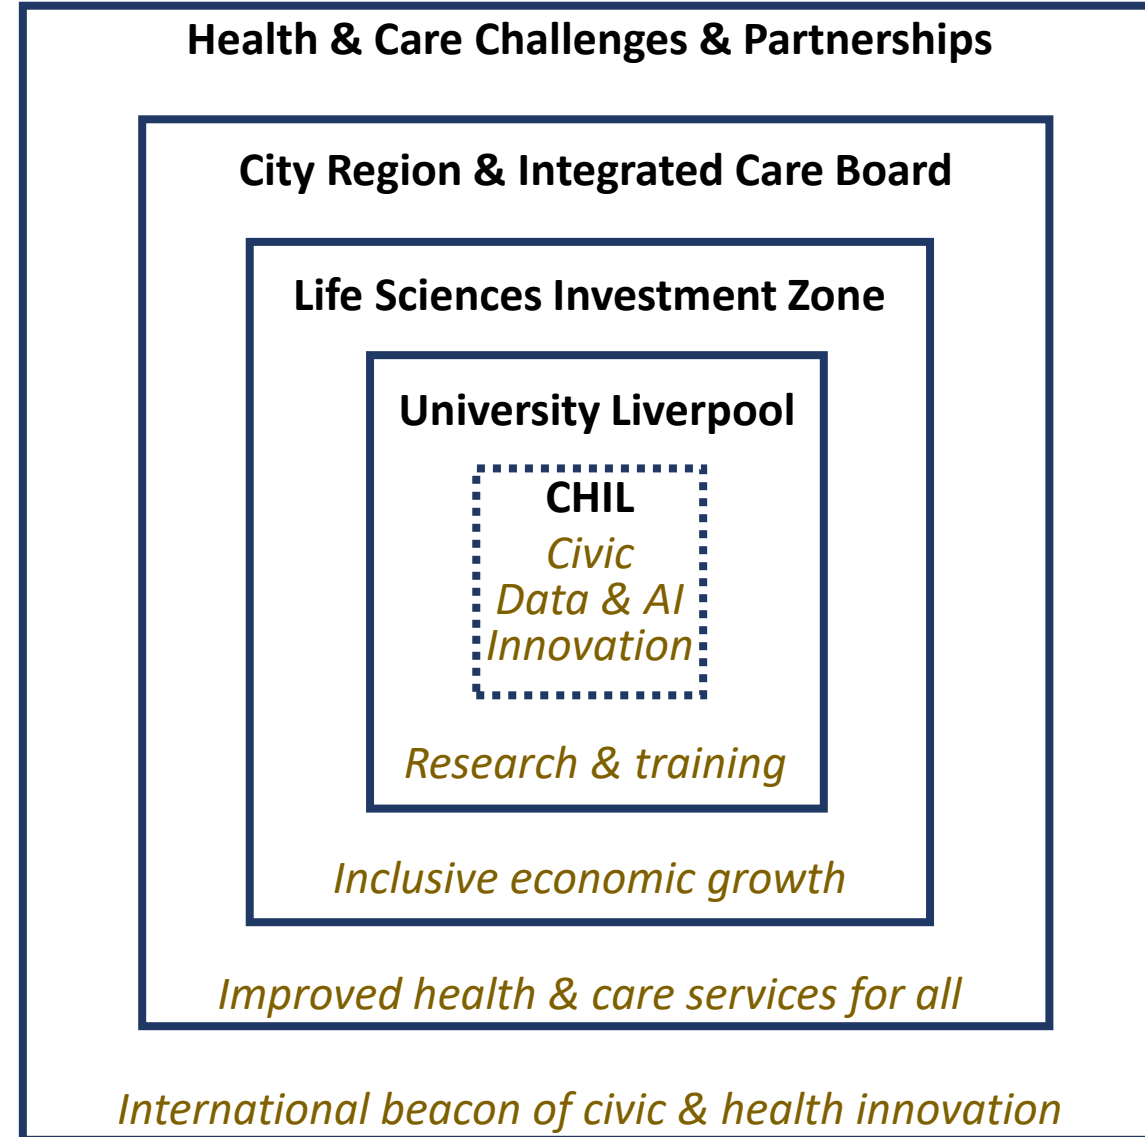 Health & Care Challenges & Partnerships
City Region & Integrated Care Board
Life Sciences Investment Zone
University Liverpool
CHIL
Civic
Data & AI
Innovation
Research & training
Inclusive economic growth
Improved health & care services for all
International beacon of civic & health innovation